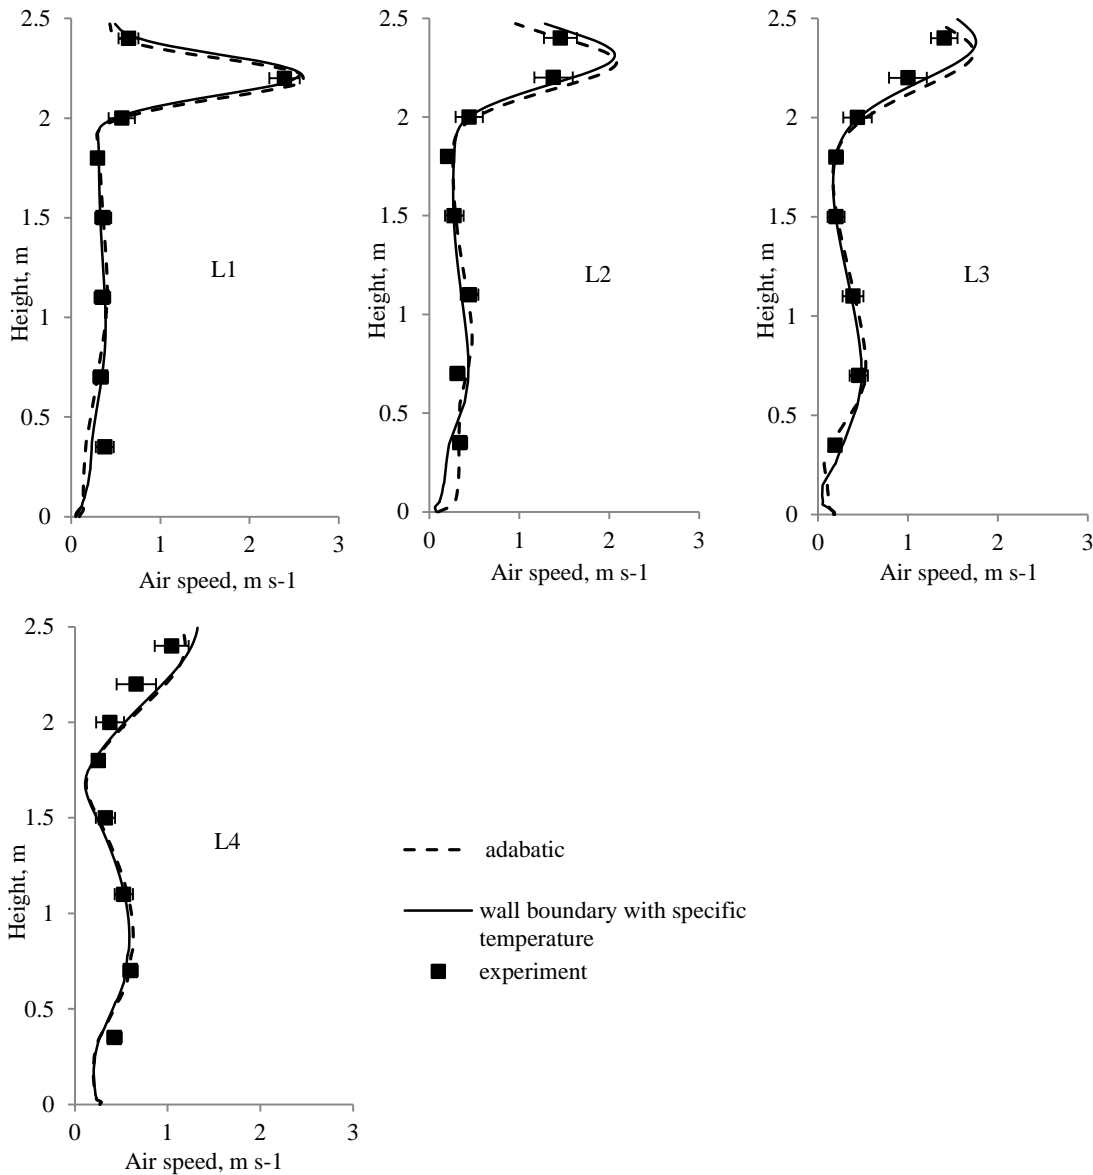 2.5
2
1.5
1
0.5
0
Height, m
L1
0
1
2
3
Air speed, m s-1
2.5
2
1.5
1
0.5
0
Height, m
L2
0
1
2
3
Air speed, m s-1
2.5
2
1.5
1
0.5
0
Height, m
L3
0
1
2
3
Air speed, m s-1
2.5
2
1.5
1
0.5
0
Height, m
L4
0
1
2
3
Air speed, m s-1
adabatic
wall boundary with specific
temperature
experiment